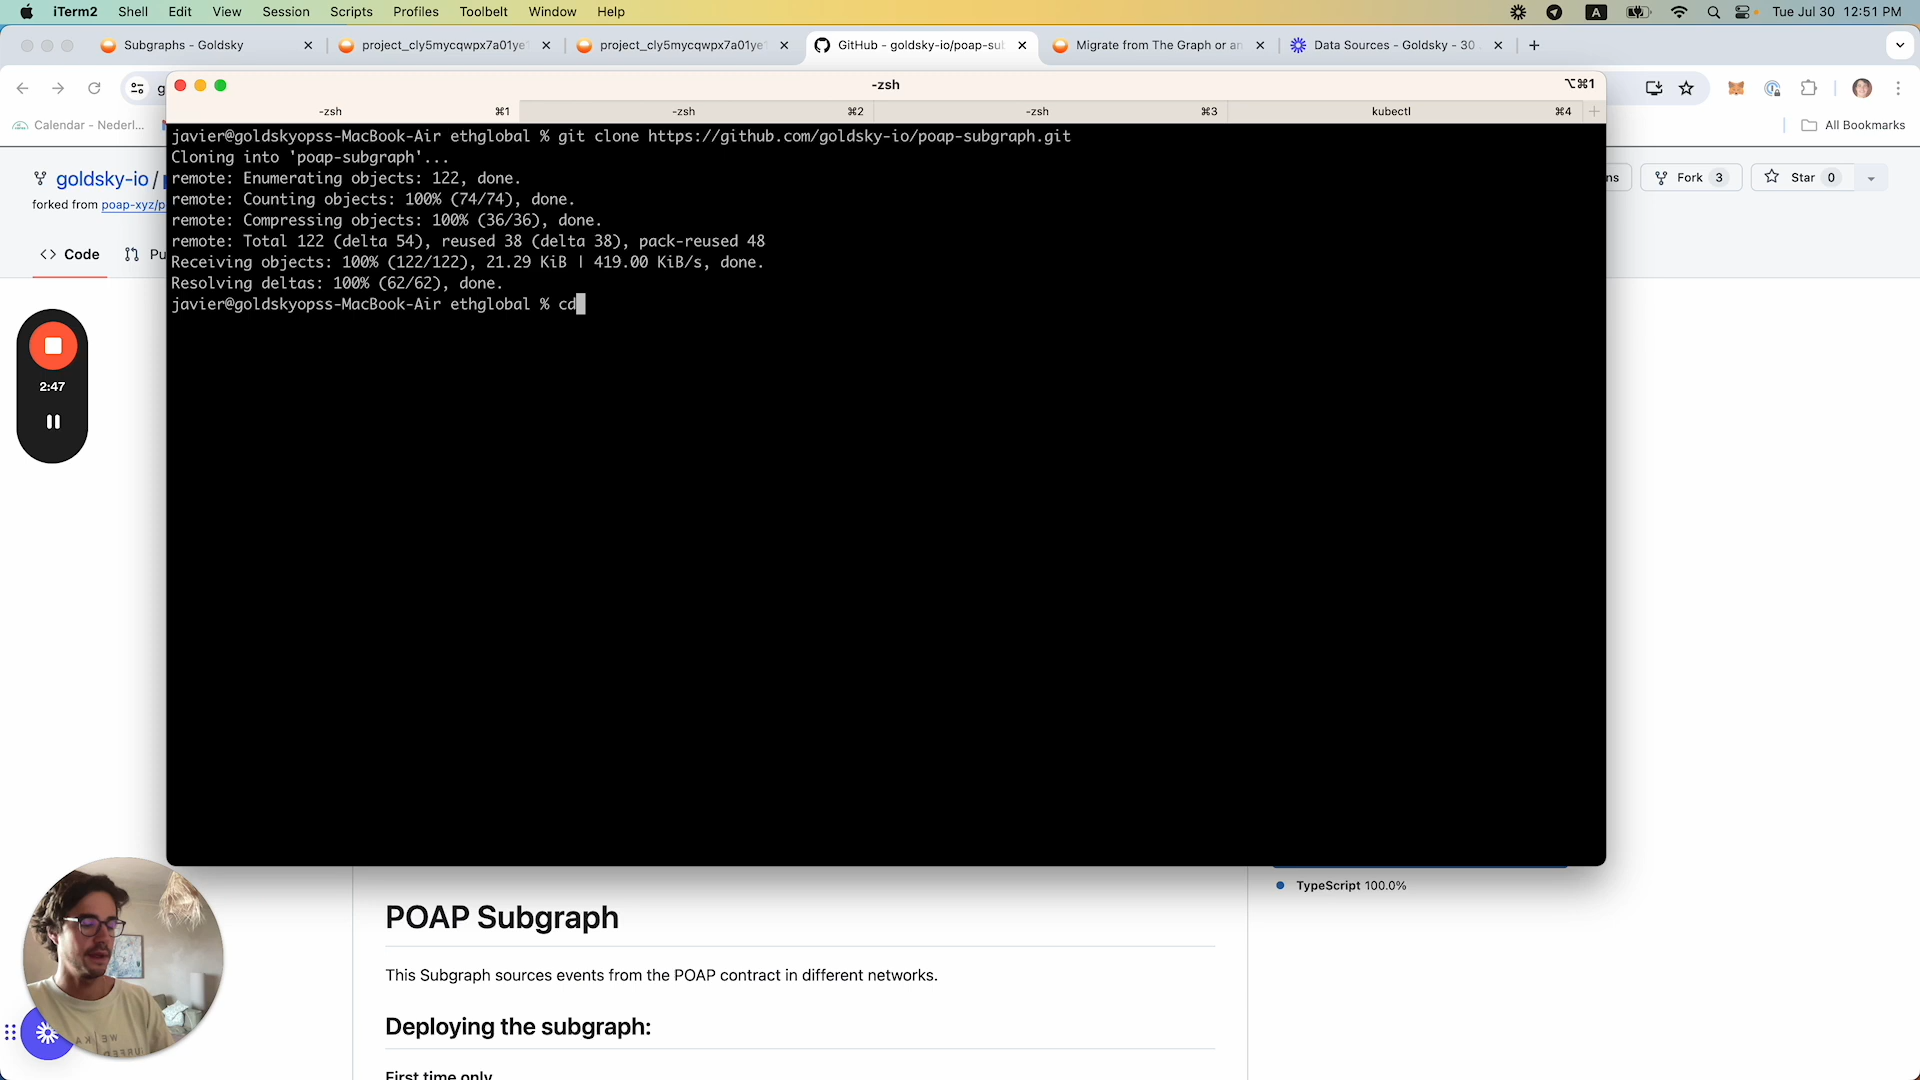 iTerm2 Shell Edit View Session Scripts Profiles Toolbelt Window Help A Tue Jul 30 12:51 PM
Subgraphs - Goldsky project_cly5mycqwpx7a01ye project_cly5mycqwpx7a01ye GitHub - goldsky-io/poap-sub Migrate from The Graph or an Data Sources - Goldsky - 30
g
-zsh ⌥⌘1
-zsh ⌘1 -zsh ⌘2 -zsh ⌘3 kubectl ⌘4
Calendar - Nederl... All Bookmarks
javier@goldskyopss-MacBook-Air ethglobal % git clone https://github.com/goldsky-io/poap-subgraph.git
Cloning into 'poap-subgraph'...
remote: Enumerating objects: 122, done.
remote: Counting objects: 100% (74/74), done.
remote: Compressing objects: 100% (36/36), done.
remote: Total 122 (delta 54), reused 38 (delta 38), pack-reused 48
Receiving objects: 100% (122/122), 21.29 KiB | 419.00 KiB/s, done.
Resolving deltas: 100% (62/62), done.
javier@goldskyopss-MacBook-Air ethglobal % cd
goldsky-io / p
forked from poap-xyz/p
ns Fork 3 Star 0
<> Code Pu
2:47
TypeScript 100.0%
POAP Subgraph
This Subgraph sources events from the POAP contract in different networks.
Deploying the subgraph:
First time only